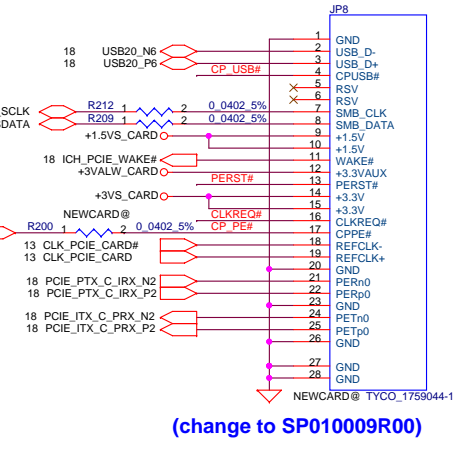 JP8
1 GND
18 USB20_N6 2 USB_D-
18 USB20_P6 3 USB_D+
CP_USB# 4 CPUSB#
5 RSV
6 RSV
_SCLK R212 1 2 0_0402_5% 7 SMB_CLK
DATA R209 1 2 0_0402_5% 8 SMB_DATA
+1.5VS_CARD 9 +1.5V
10 +1.5V
18 ICH_PCIE_WAKE# 11 WAKE#
+3VALW_CARD 12 +3.3VAUX
PERST# 13 PERST#
+3VS_CARD 14 +3.3V
15 +3.3V
NEWCARD@ CLKREQ# 16 CLKREQ#
R200 1 2 0_0402_5% CP_PE# 17 CPPE#
13 CLK_PCIE_CARD# 18 REFCLK-
13 CLK_PCIE_CARD 19 REFCLK+
20 GND
18 PCIE_PTX_C_IRX_N2 21 PERn0
18 PCIE_PTX_C_IRX_P2 22 PERp0
23 GND
18 PCIE_ITX_C_PRX_N2 24 PETn0
18 PCIE_ITX_C_PRX_P2 25 PETp0
26 GND
27 GND
28 GND
NEWCARD@ TYCO_1759044-1
(change to SP010009R00)